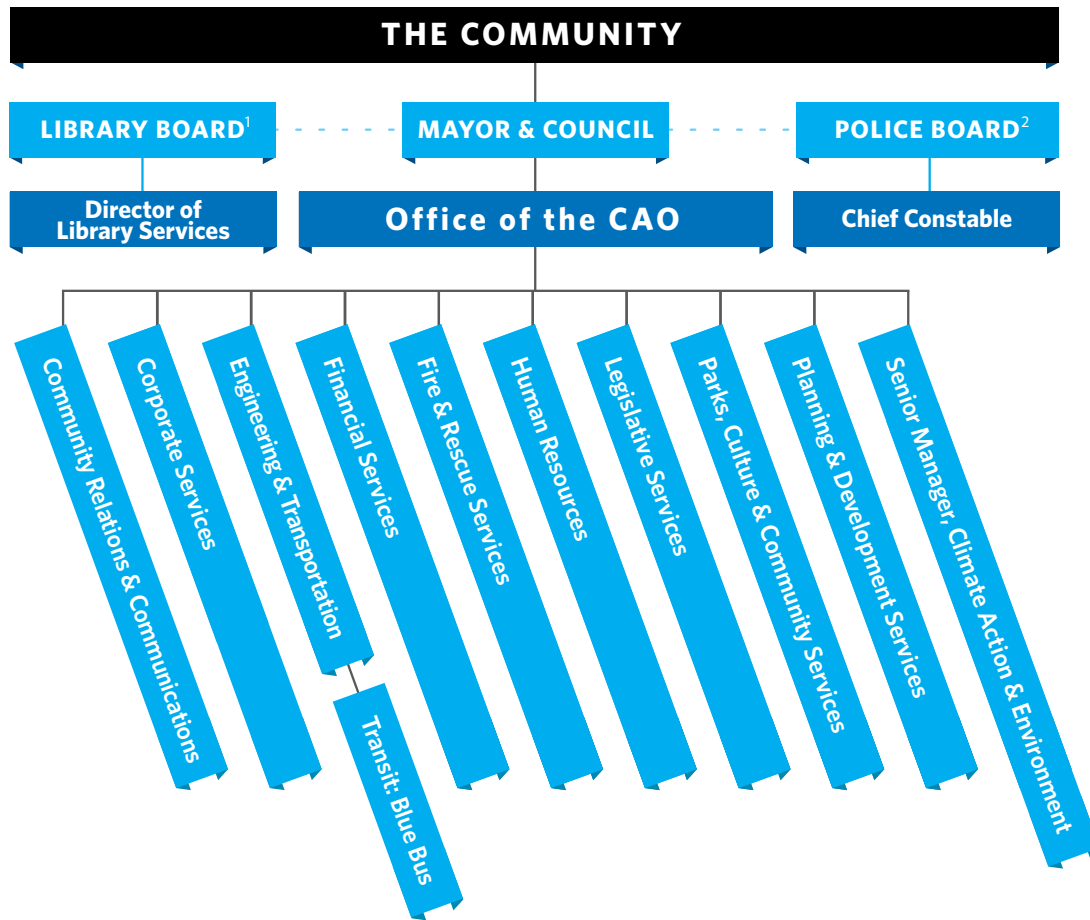 THE COMMUNITY
LIBRARY BOARD¹
MAYOR & COUNCIL
POLICE BOARD²
Director of
Library Services
Office of the CAO
Chief Constable
Community Relations & Communications
Corporate Services
Engineering & Transportation
Transit: Blue Bus
Financial Services
Fire & Rescue Services
Human Resources
Legislative Services
Parks, Culture & Community Services
Planning & Development Services
Senior Manager, Climate Action & Environment